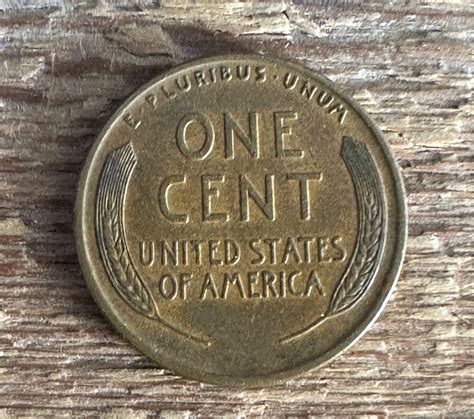 E·PLURIBUS·UNUM
ONE
CENT
UNITED STATES
OF AMERICA